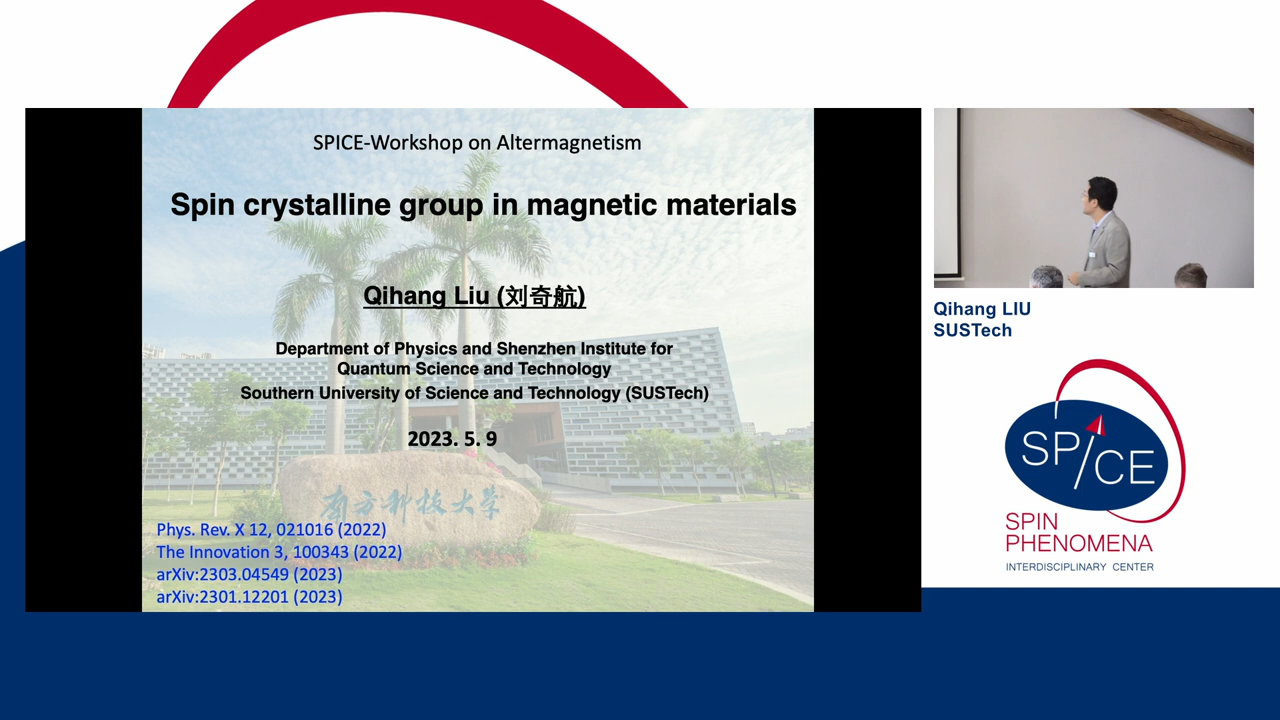 SPICE-Workshop on Altermagnetism
Spin crystalline group in magnetic materials
Qihang Liu (刘奇航)
Department of Physics and Shenzhen Institute for
Quantum Science and Technology
Southern University of Science and Technology (SUSTech)
2023. 5. 9
南方科技大学
Phys. Rev. X 12, 021016 (2022)
The Innovation 3, 100343 (2022)
arXiv:2303.04549 (2023)
arXiv:2301.12201 (2023)
Qihang LIU
SUSTech
SPICE
SPIN
PHENOMENA
INTERDISCIPLINARY CENTER